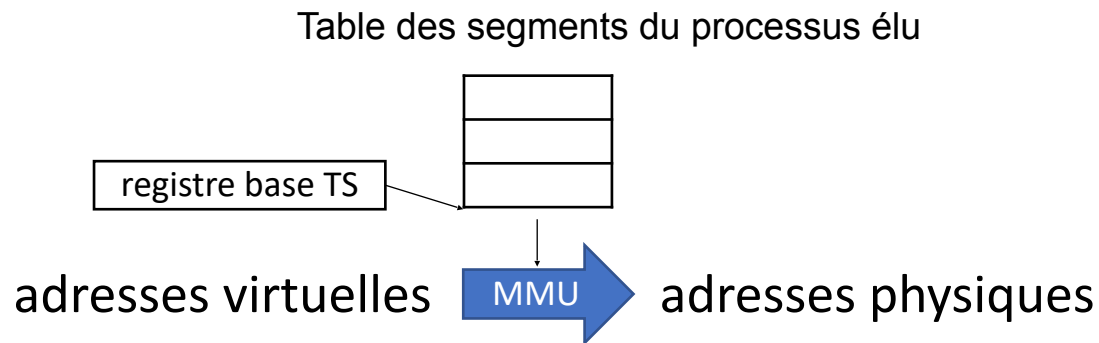 Table des segments du processus élu
registre base TS
adresses virtuelles MMU adresses physiques